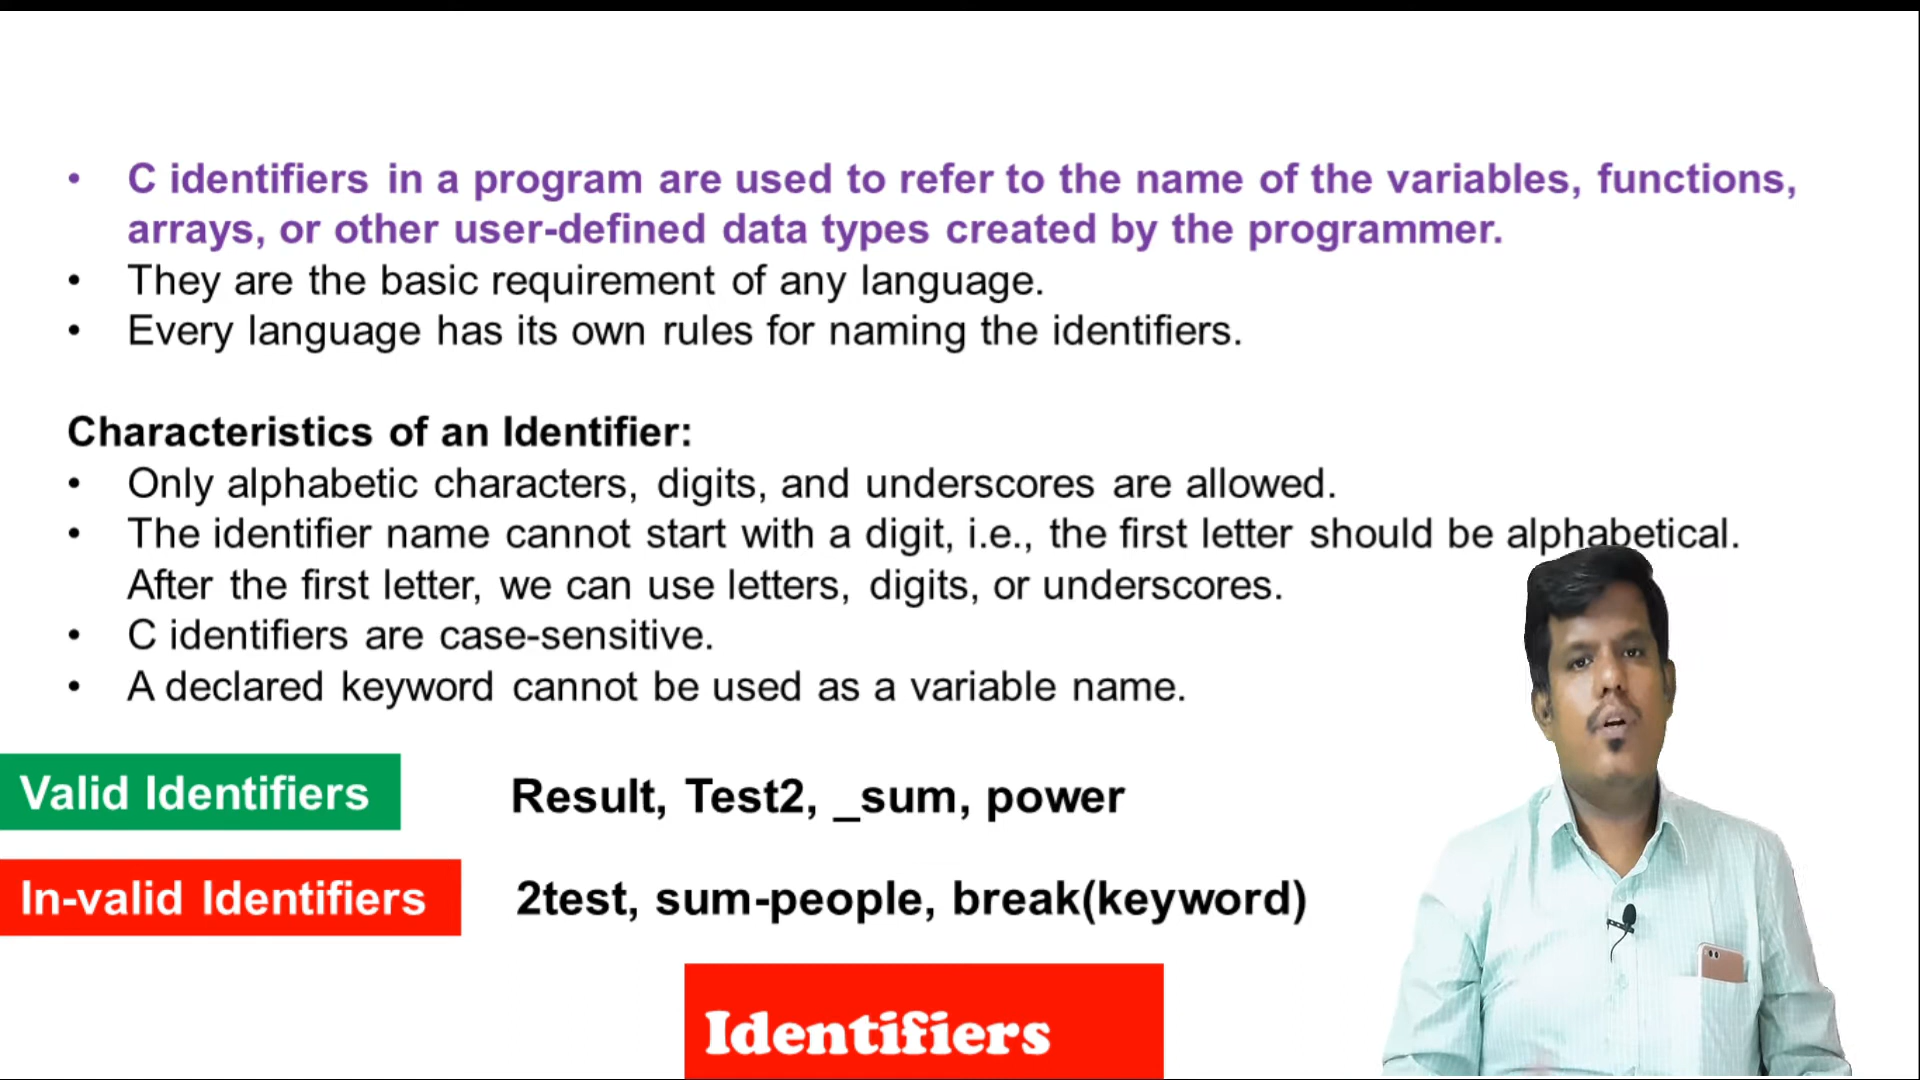 • C identifiers in a program are used to refer to the name of the variables, functions,
arrays, or other user-defined data types created by the programmer.
• They are the basic requirement of any language.
• Every language has its own rules for naming the identifiers.
Characteristics of an Identifier:
• Only alphabetic characters, digits, and underscores are allowed.
• The identifier name cannot start with a digit, i.e., the first letter should be alphabetical.
After the first letter, we can use letters, digits, or underscores.
• C identifiers are case-sensitive.
• A declared keyword cannot be used as a variable name.
Valid Identifiers Result, Test2, _sum, power
In-valid Identifiers 2test, sum-people, break(keyword)
Identifiers